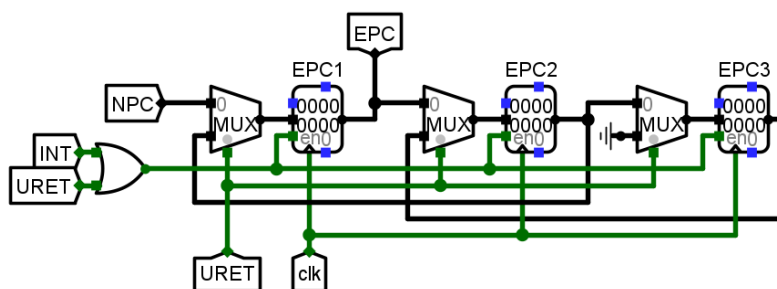 EPC
EPC1
EPC2
EPC3
NPC
0
MUX
0000
0000
en0
0
MUX
0000
0000
en0
0
MUX
0000
0000
en0
INT
URET
URET
clk